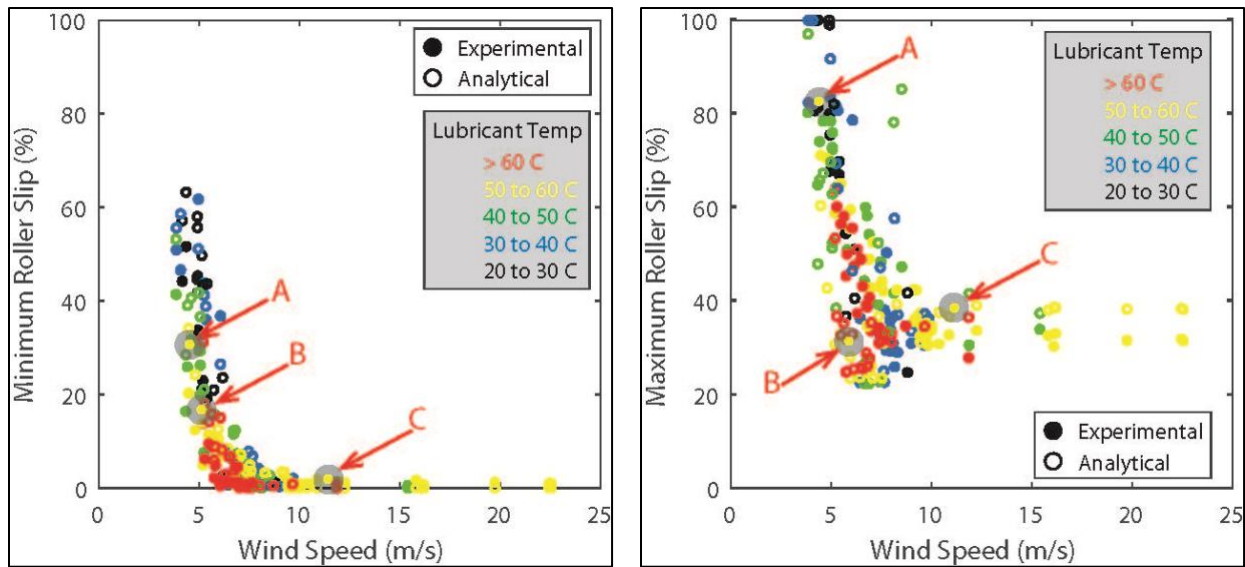 Minimum Roller Slip (%)
100
80
60
40
20
0
Experimental
Analytical
Lubricant Temp
> 60 C
50 to 60 C
40 to 50 C
30 to 40 C
20 to 30 C
A
B
C
0 5 10 15 20 25
Wind Speed (m/s)
Maximum Roller Slip (%)
100
80
60
40
20
0
Lubricant Temp
> 60 C
50 to 60 C
40 to 50 C
30 to 40 C
20 to 30 C
A
C
B
Experimental
Analytical
0 5 10 15 20 25
Wind Speed (m/s)